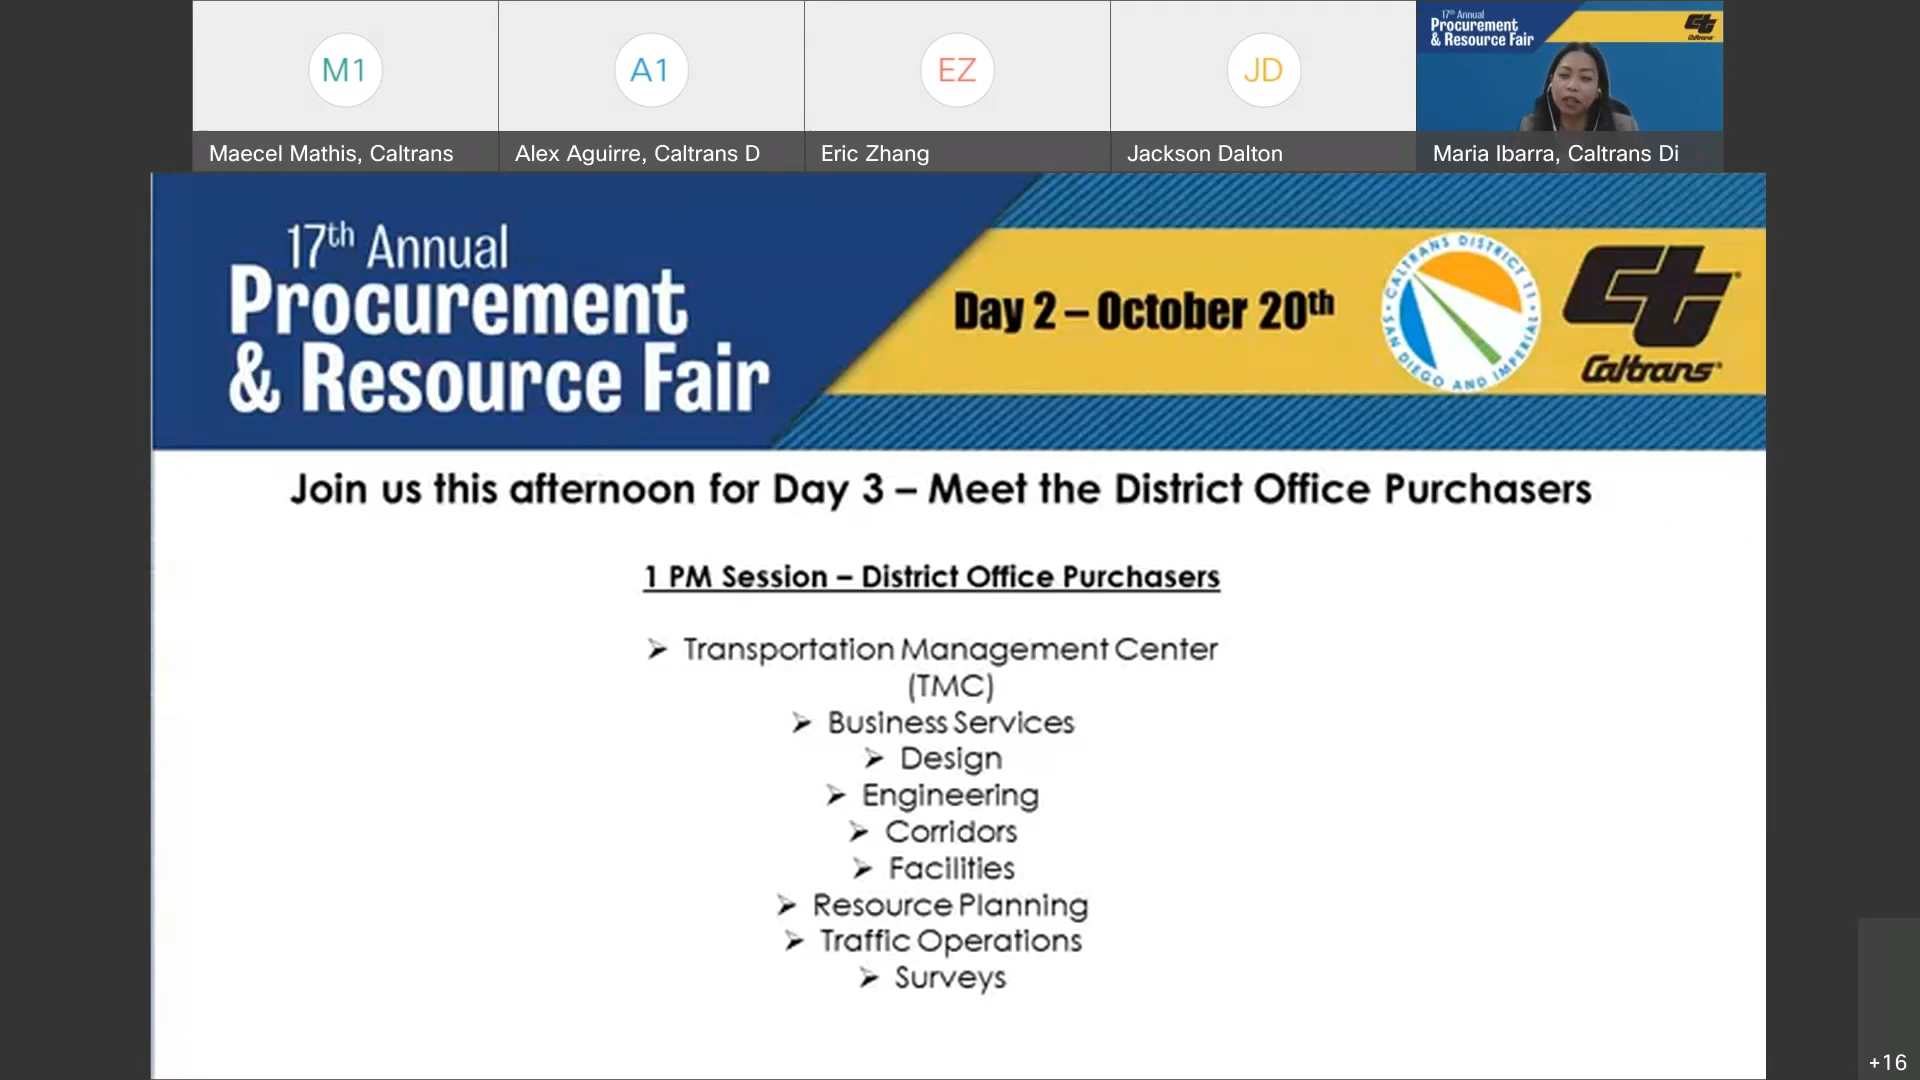 M1
A1
EZ
JD
17th Annual
Procurement
& Resource Fair
Caltrans
Maecel Mathis, Caltrans
Alex Aguirre, Caltrans D
Eric Zhang
Jackson Dalton
Maria Ibarra, Caltrans Di
17th Annual
Procurement
& Resource Fair
Day 2 – October 20th
CALTRANS DISTRICT 11 • SAN DIEGO AND IMPERIAL •
Ct
Caltrans
Join us this afternoon for Day 3 – Meet the District Office Purchasers
1 PM Session – District Office Purchasers
➢ Transportation Management Center
(TMC)
➢ Business Services
➢ Design
➢ Engineering
➢ Corridors
➢ Facilities
➢ Resource Planning
➢ Traffic Operations
➢ Surveys
+16